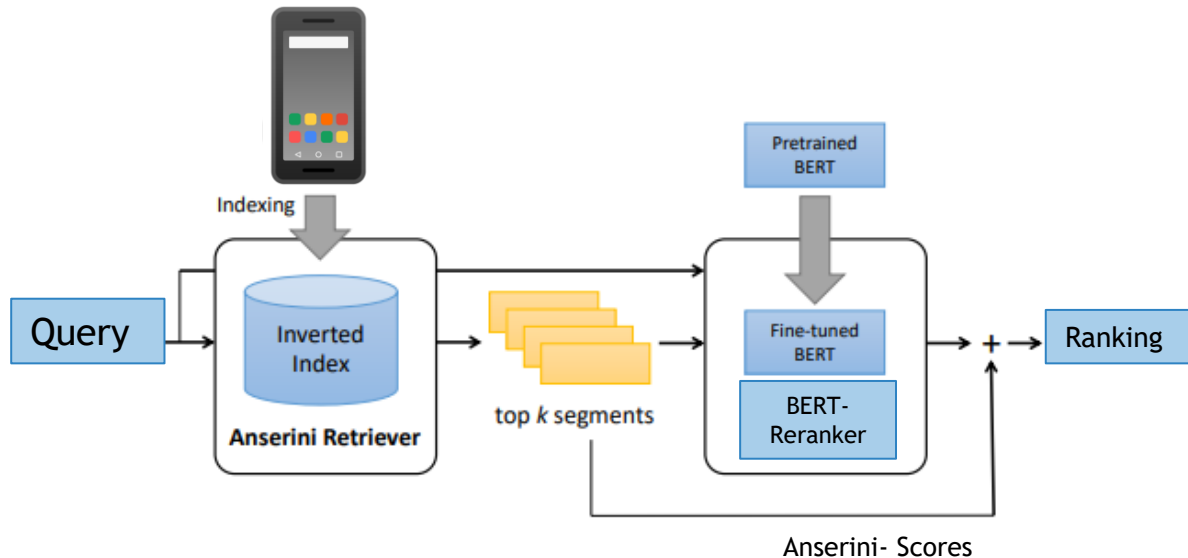 Indexing
Query
Inverted
Index
Anserini Retriever
top k segments
Pretrained
BERT
Fine-tuned
BERT
BERT-
Reranker
+
Ranking
Anserini- Scores